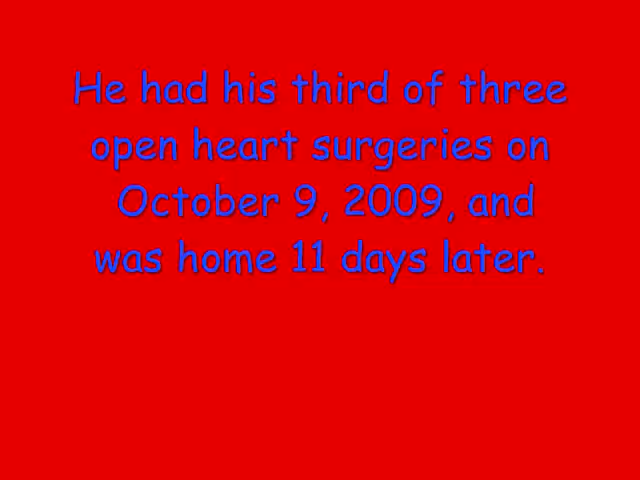 He had his third of three
open heart surgeries on
October 9, 2009, and
was home 11 days later.